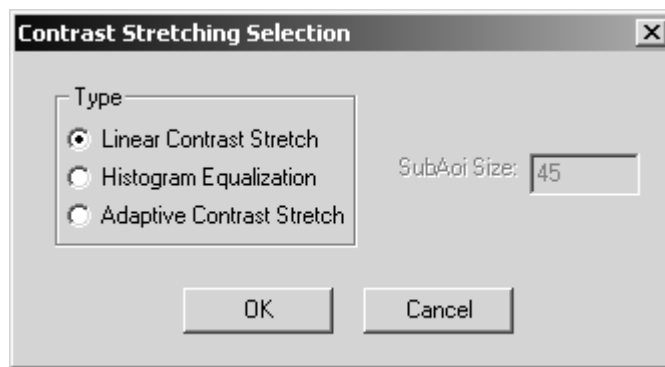 Contrast Stretching Selection
Type
Linear Contrast Stretch
Histogram Equalization
Adaptive Contrast Stretch
SubAoi Size: 45
OK Cancel